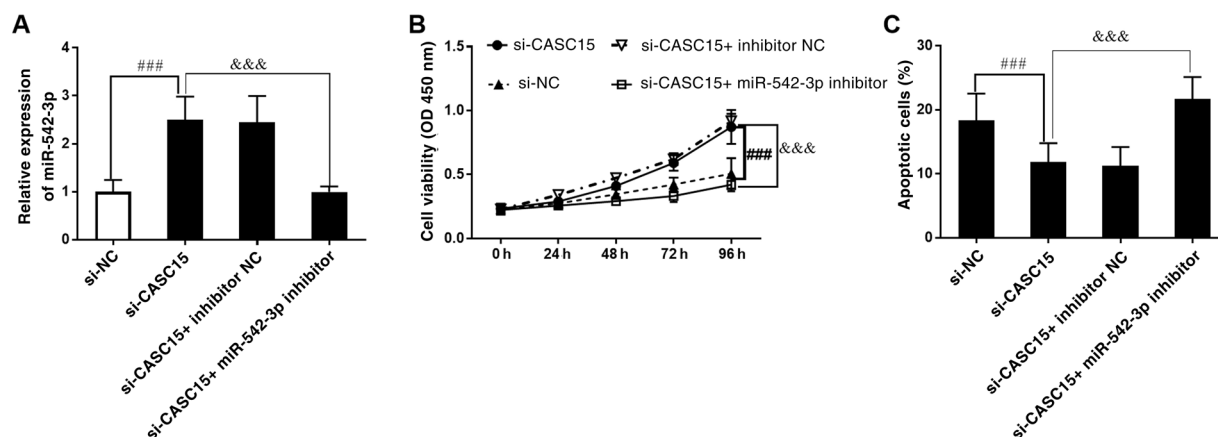 A
Relative expression
of miR-542-3p
4
3
2
1
0
###
&&&
si-NC
si-CASC15
si-CASC15+ inhibitor NC
si-CASC15+ miR-542-3p inhibitor
B
Cell viability (OD 450 nm)
1.5
1.0
0.5
0.0
si-CASC15
si-CASC15+ inhibitor NC
si-NC
si-CASC15+ miR-542-3p inhibitor
###
&&&
0 h
24 h
48 h
72 h
96 h
C
Apoptotic cells (%)
30
20
10
0
###
&&&
si-NC
si-CASC15
si-CASC15+ inhibitor NC
si-CASC15+ miR-542-3p inhibitor